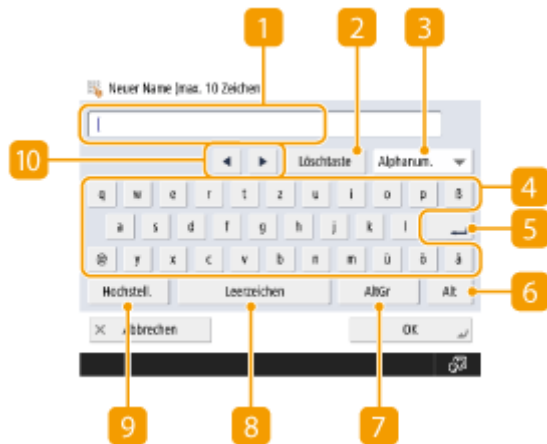 1 2 3
Neuer Name (max. 10 Zeichen
10 Löschtaste Alphanum.
q w e r t z u i o p ß 4
a s d f g h j k l 5
@ y x c v b n m ü ö ä
Hochstell. Leerzeichen AltGr Alt 6
Abbrechen OK
9 8 7